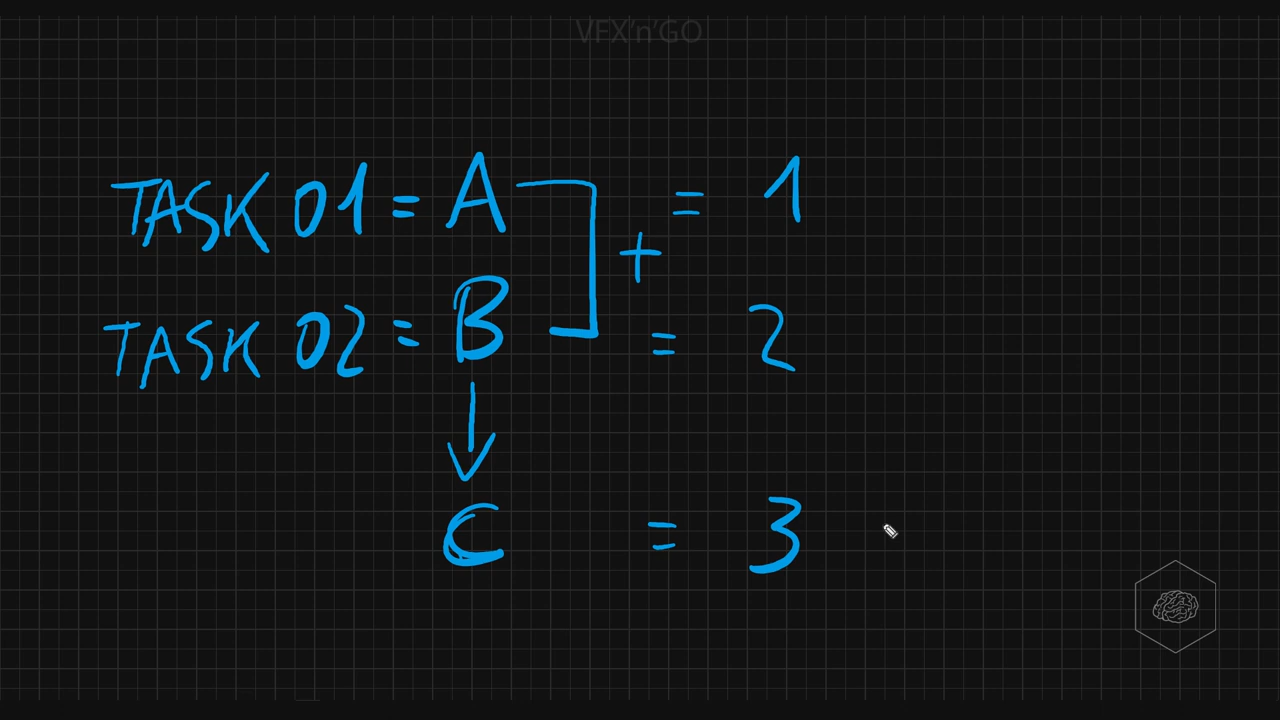 VFX'n'GO
TASK 01 = A = 1
+
TASK 02 = B = 2
C = 3